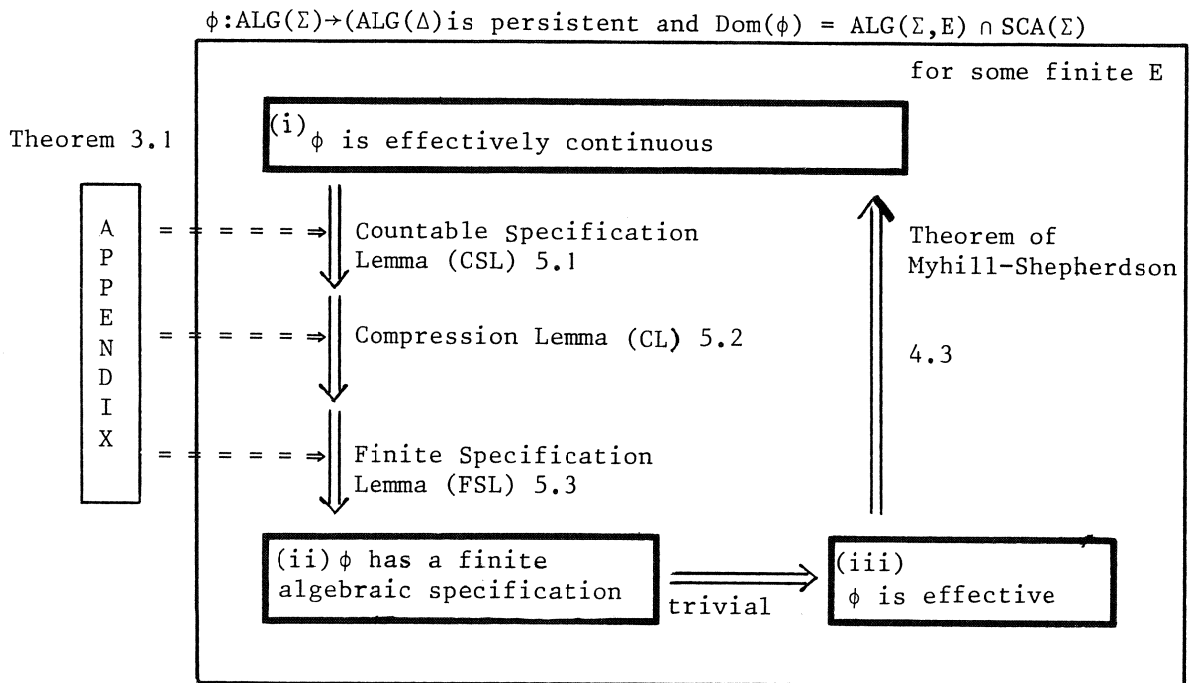 φ:ALG(Σ)→(ALG(Δ)is persistent and Dom(φ) = ALG(Σ,E) ∩ SCA(Σ)
for some finite E
Theorem 3.1
(i) φ is effectively continuous
APPENDIX
= = = = = ⇒
Countable Specification
Lemma (CSL) 5.1
Theorem of
Myhill-Shepherdson
= = = = = ⇒
Compression Lemma (CL) 5.2
4.3
= = = = = ⇒
Finite Specification
Lemma (FSL) 5.3
(ii) φ has a finite
algebraic specification
trivial
(iii)
φ is effective